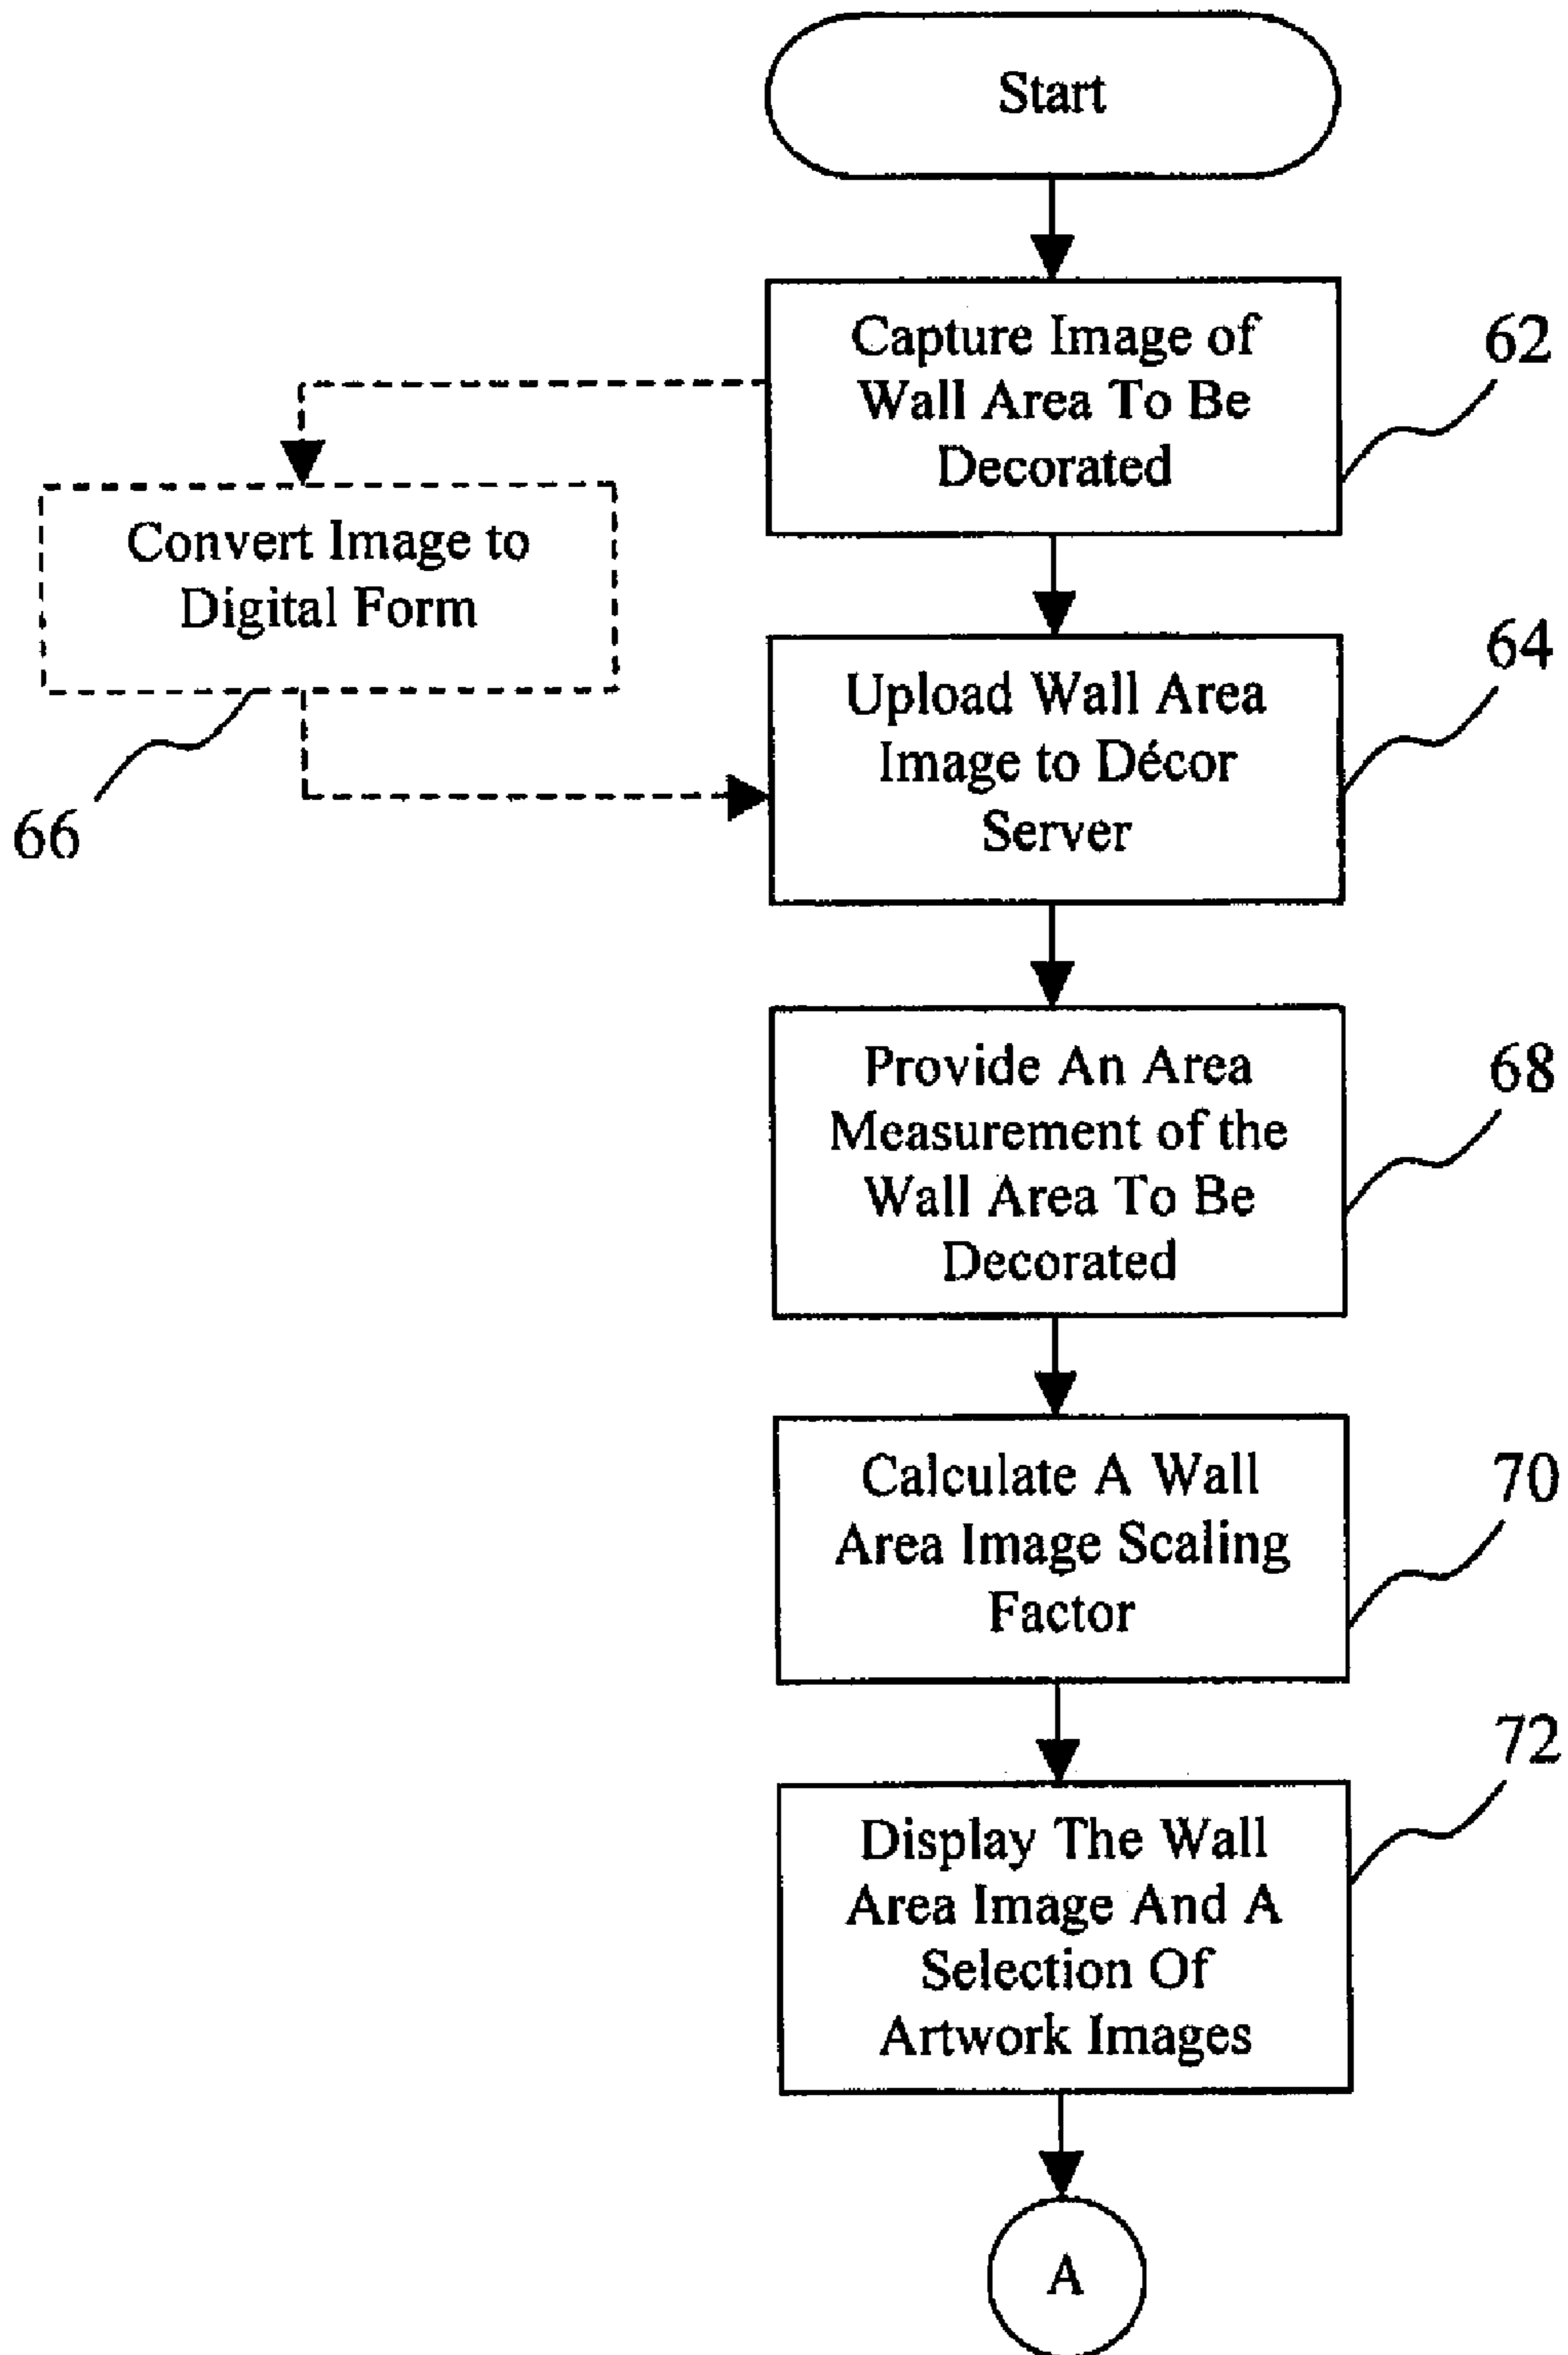 Start
Capture Image of
Wall Area To Be
Decorated
62
Convert Image to
Digital Form
66
Upload Wall Area
Image to Décor
Server
64
Provide An Area
Measurement of the
Wall Area To Be
Decorated
68
Calculate A Wall
Area Image Scaling
Factor
70
Display The Wall
Area Image And A
Selection Of
Artwork Images
72
A